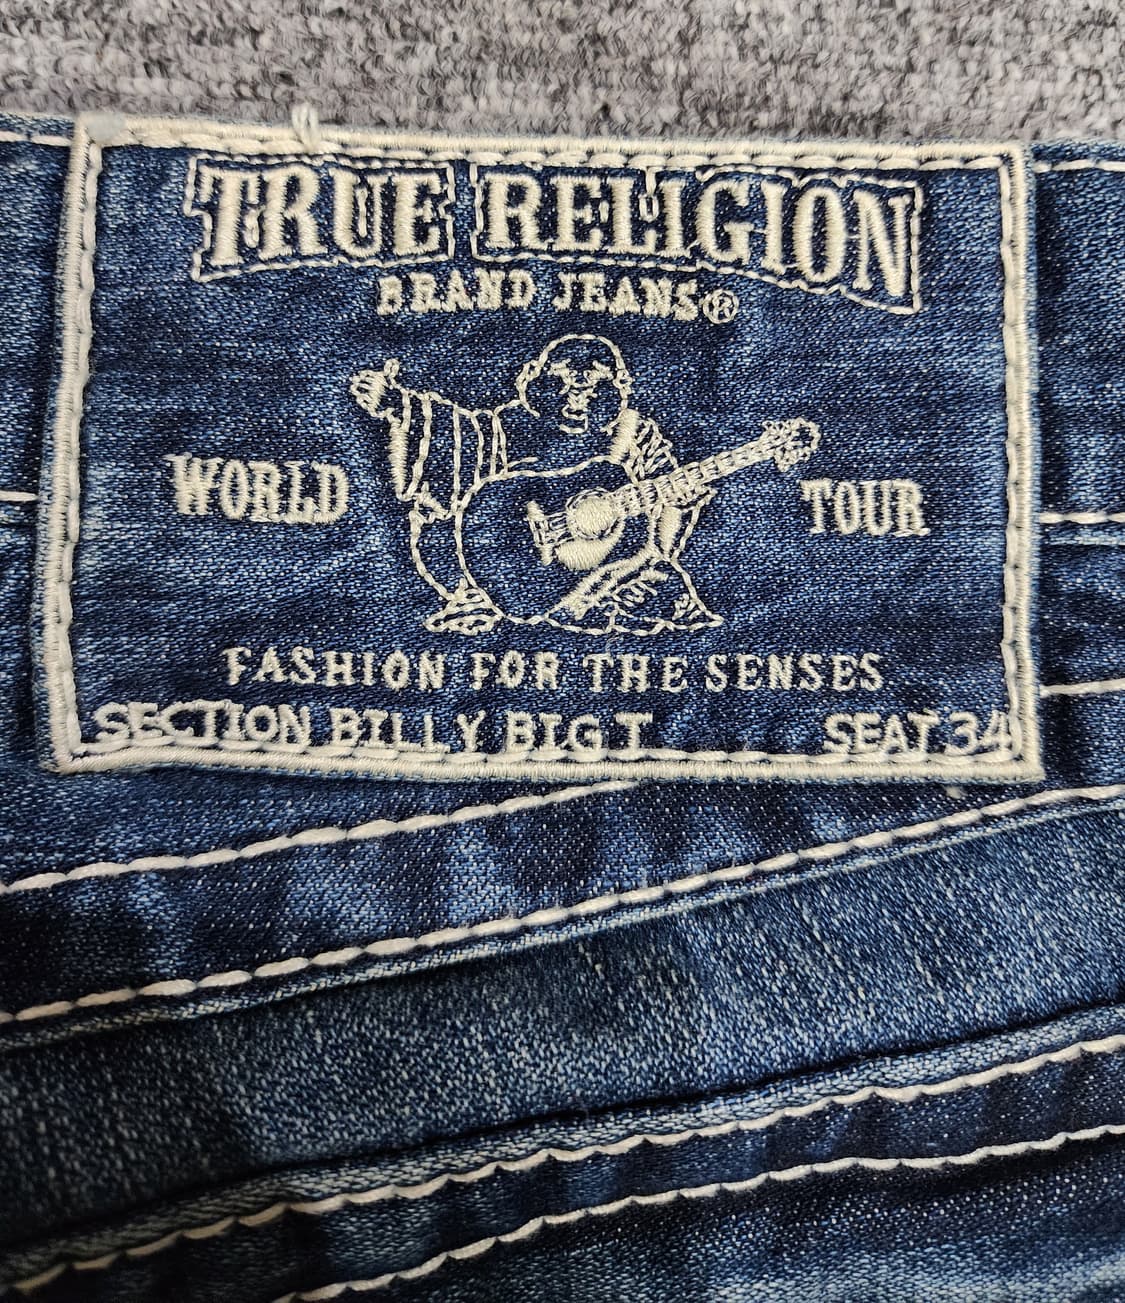 TRUE RELIGION
BRAND JEANS®
WORLD TOUR
FASHION FOR THE SENSES
SECTION BILLY BIG T SEAT 34